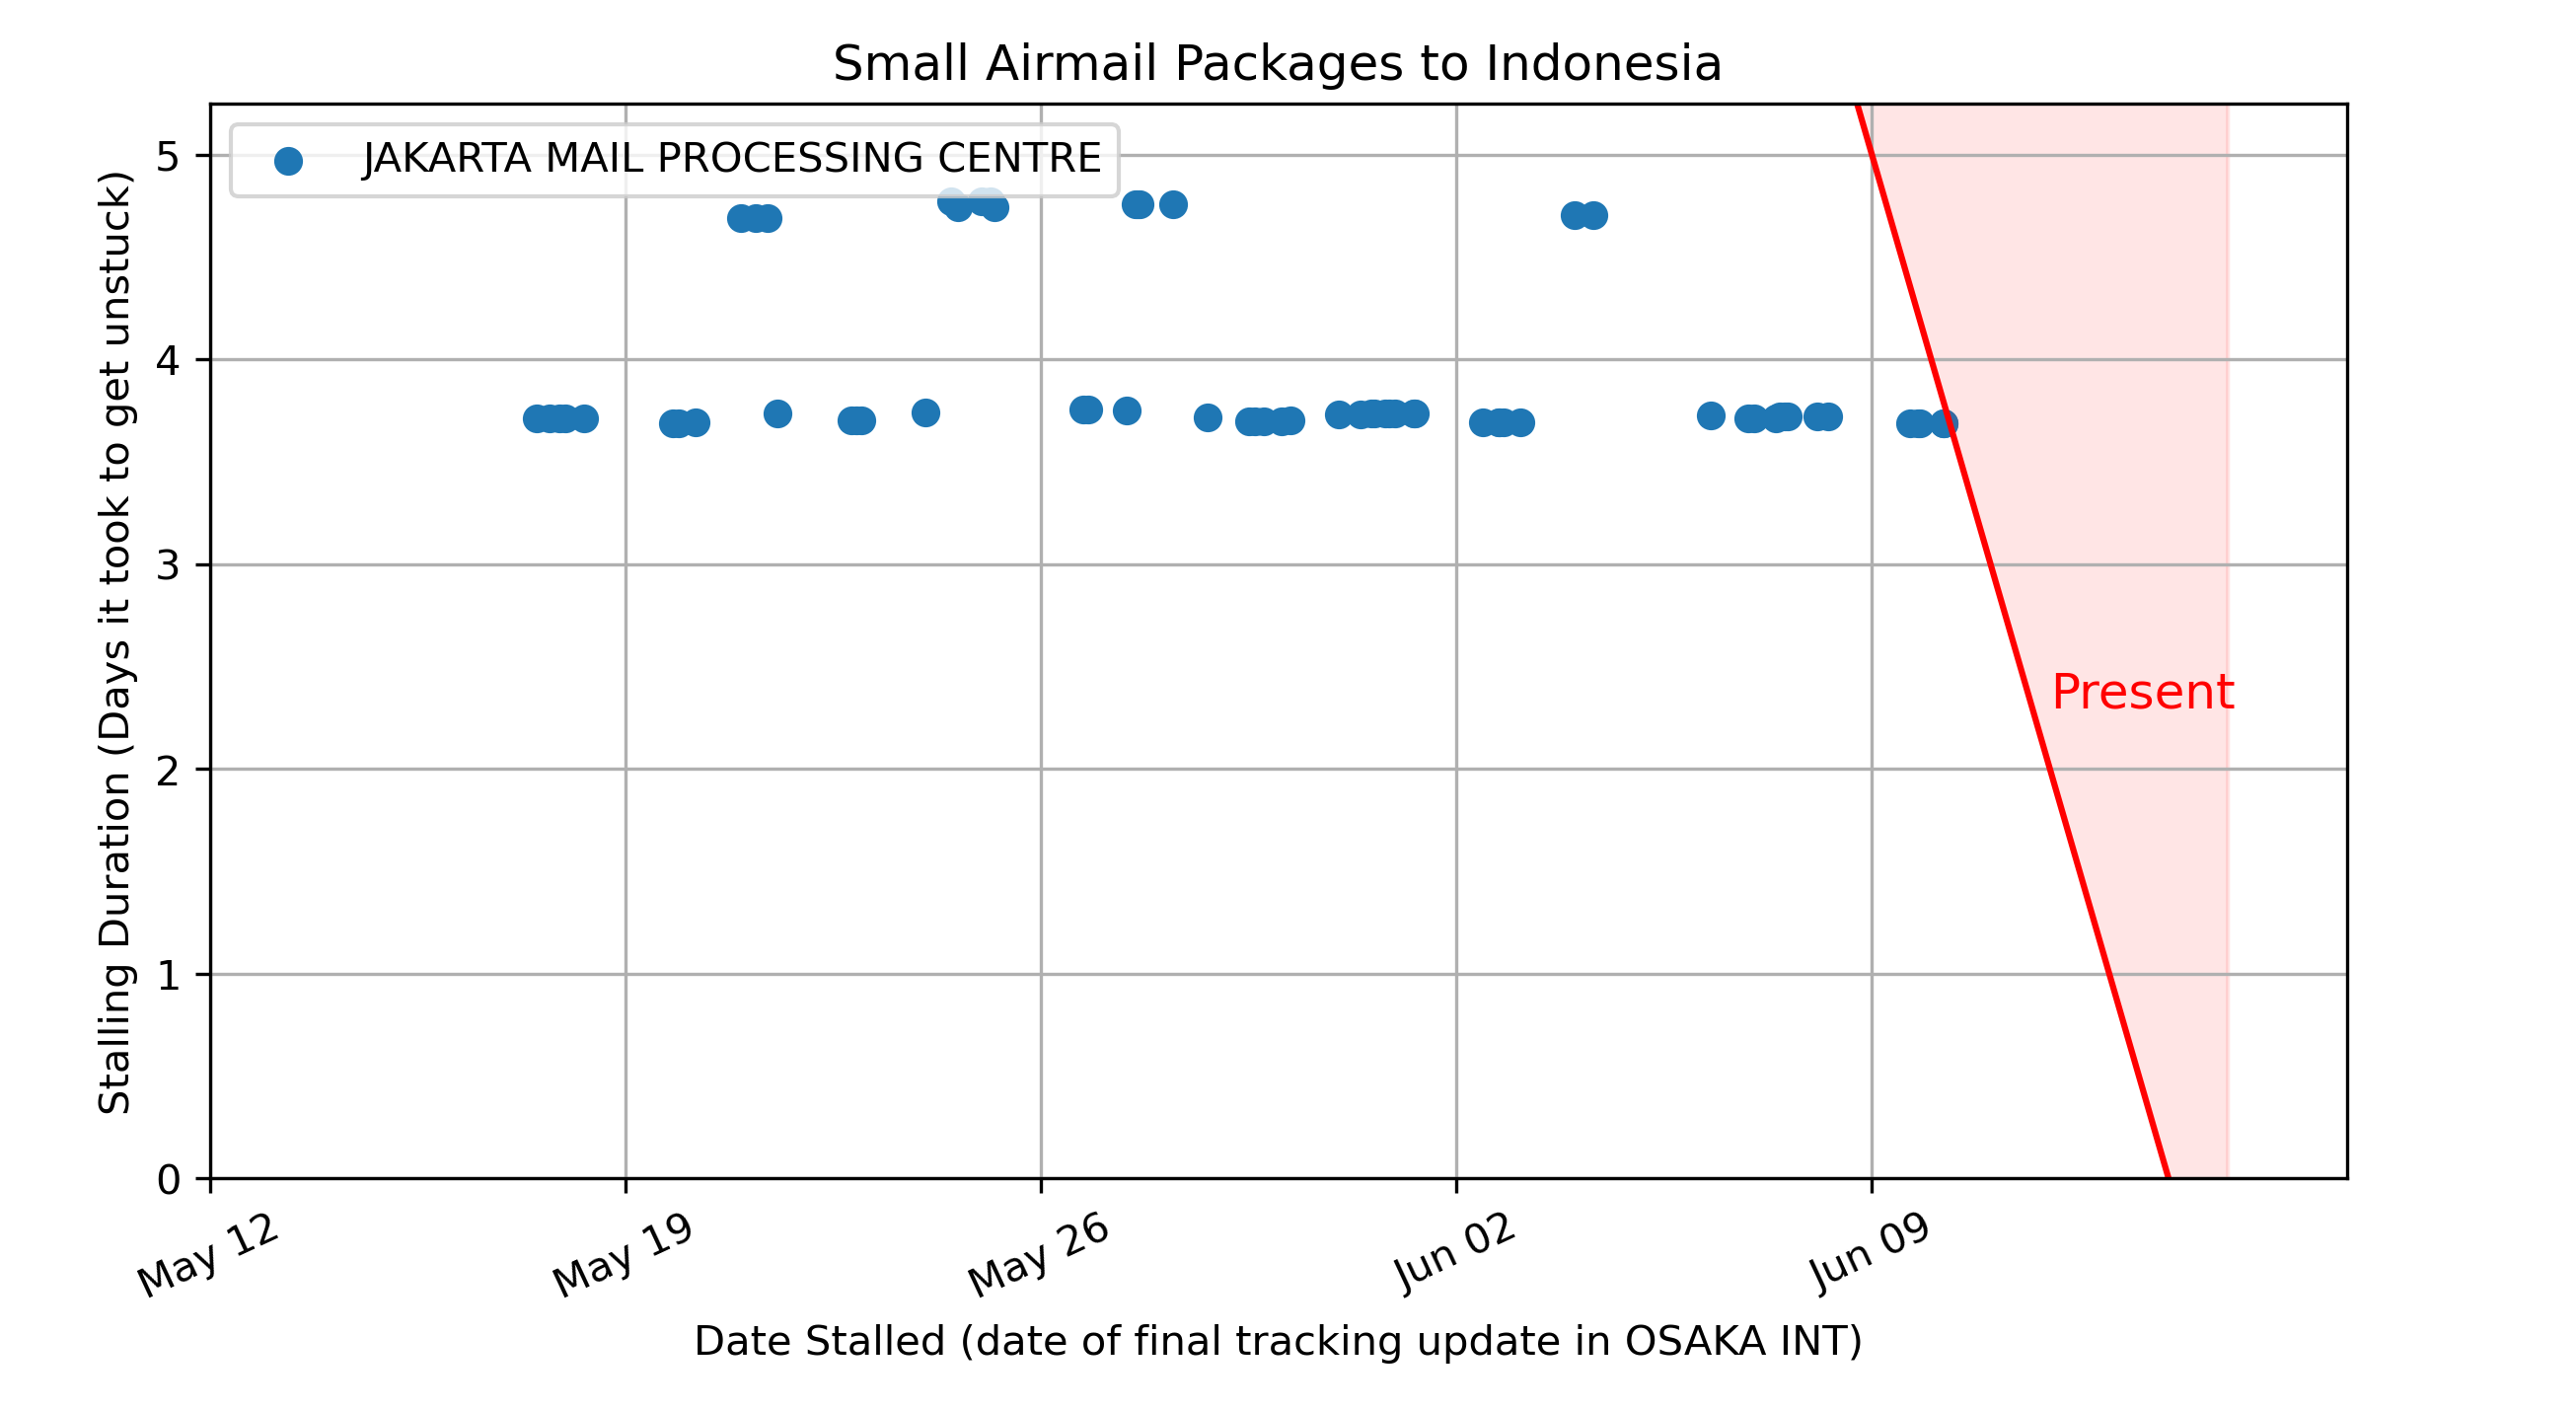 Small Airmail Packages to Indonesia
JAKARTA MAIL PROCESSING CENTRE
Stalling Duration (Days it took to get unstuck)
5
4
3
2
1
0
Present
May 12
May 19
May 26
Jun 02
Jun 09
Date Stalled (date of final tracking update in OSAKA INT)